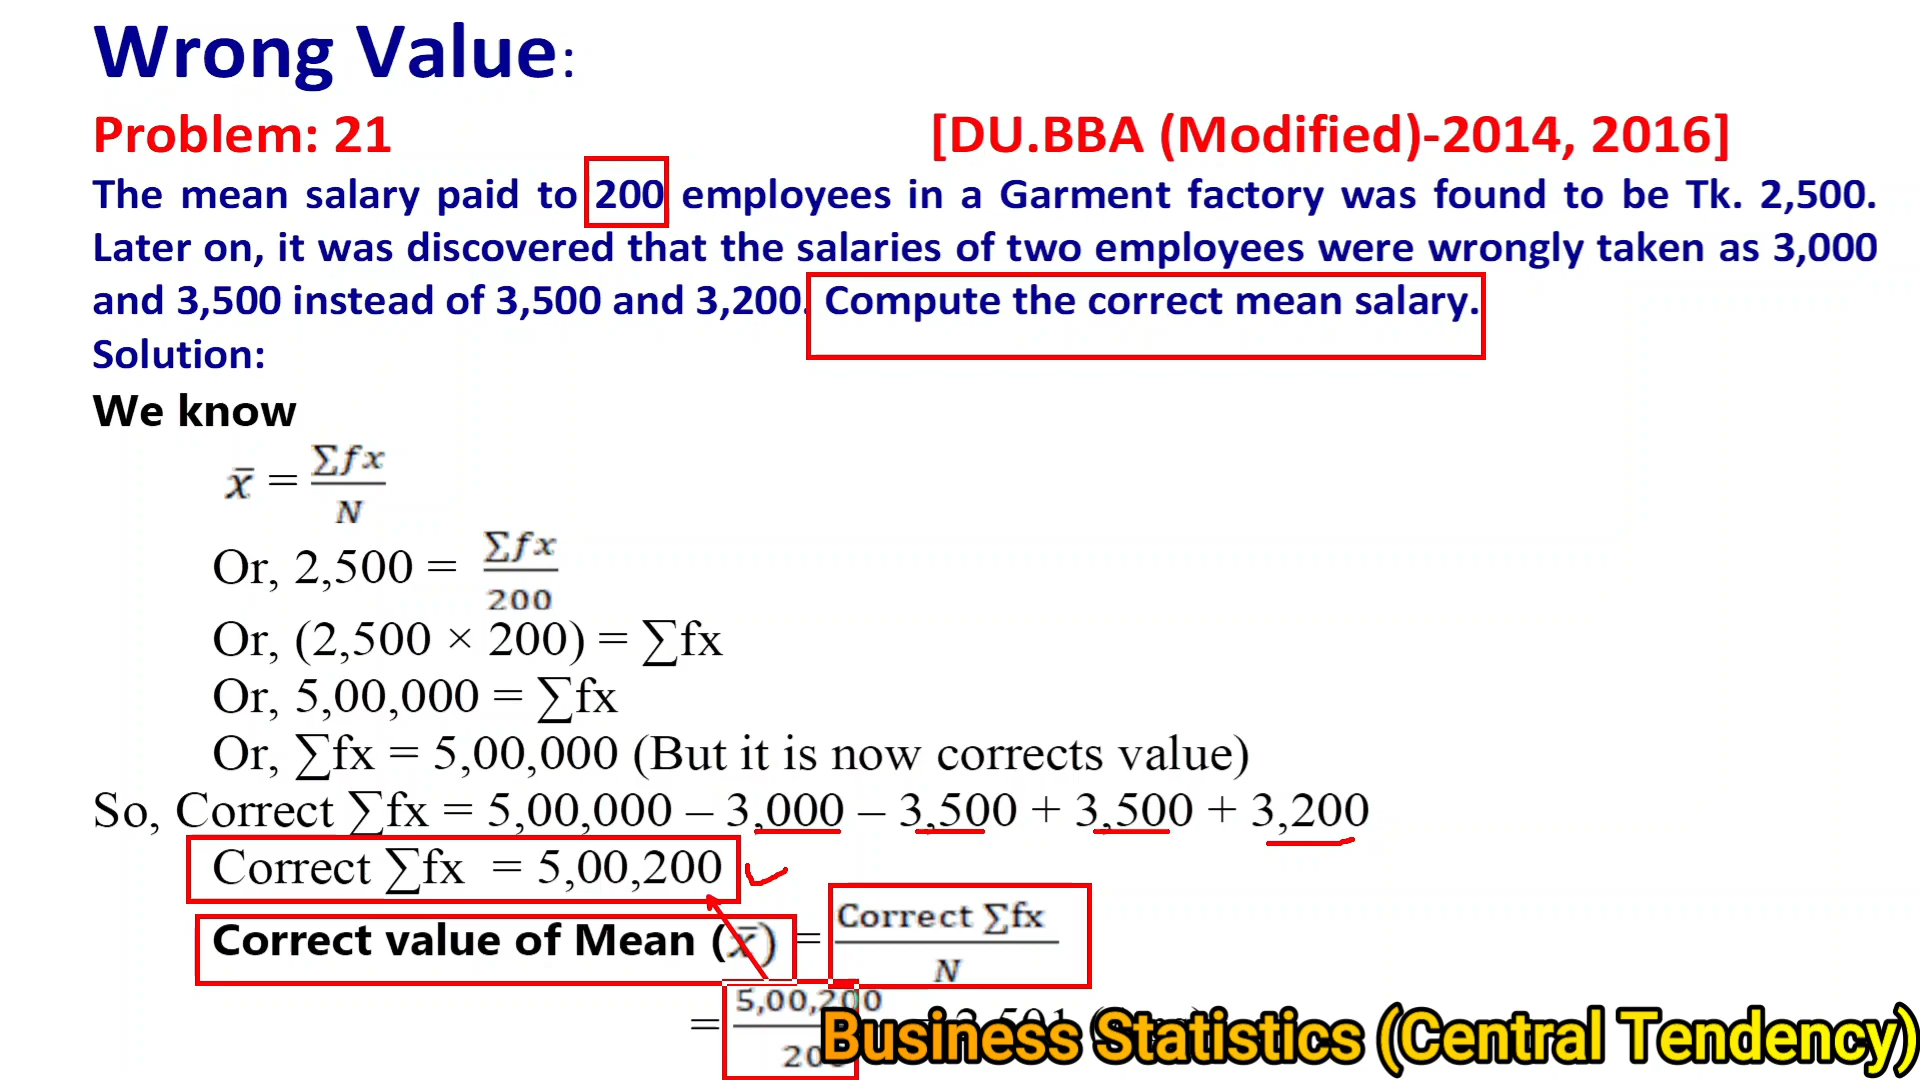 Wrong Value:
Problem: 21 [DU.BBA (Modified)-2014, 2016]
The mean salary paid to 200 employees in a Garment factory was found to be Tk. 2,500.
Later on, it was discovered that the salaries of two employees were wrongly taken as 3,000
and 3,500 instead of 3,500 and 3,200. Compute the correct mean salary.
Solution:
We know
x̄ = ∑fx / N
Or, 2,500 = ∑fx / 200
Or, (2,500 × 200) = ∑fx
Or, 5,00,000 = ∑fx
Or, ∑fx = 5,00,000 (But it is now corrects value)
So, Correct ∑fx = 5,00,000 – 3,000 – 3,500 + 3,500 + 3,200
Correct ∑fx = 5,00,200
Correct value of Mean (x̄) = Correct ∑fx / N
= 5,00,200
Business Statistics (Central Tendency)